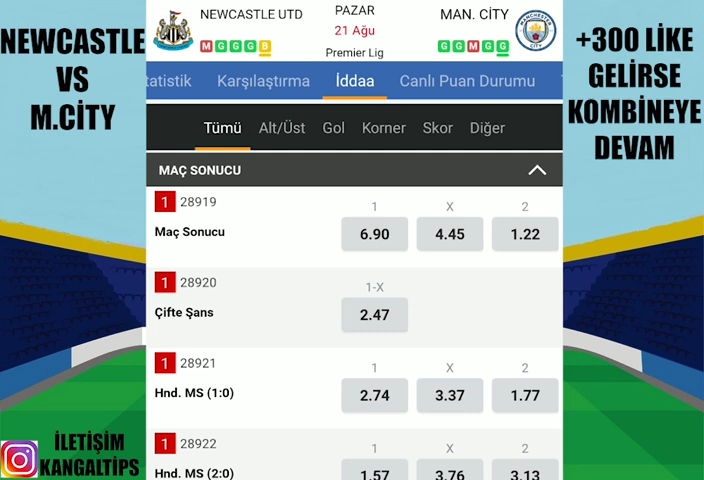 NEWCASTLE
VS
M.CİTY
NEWCASTLE UTD
M G G G B
PAZAR
21 Ağu
Premier Lig
MAN. CİTY
G G M G G
+300 LİKE
GELİRSE
KOMBİNEYE
DEVAM
tatistik Karşılaştırma İddaa Canlı Puan Durumu
Tümü Alt/Üst Gol Korner Skor Diğer
MAÇ SONUCU
1 28919
Maç Sonucu
1 X 2
6.90 4.45 1.22
1 28920
Çifte Şans
1-X
2.47
1 28921
Hnd. MS (1:0)
1 X 2
2.74 3.37 1.77
1 28922
Hnd. MS (2:0)
1 X 2
1.57 3.76 3.13
İLETİŞİM
KANGALTİPS